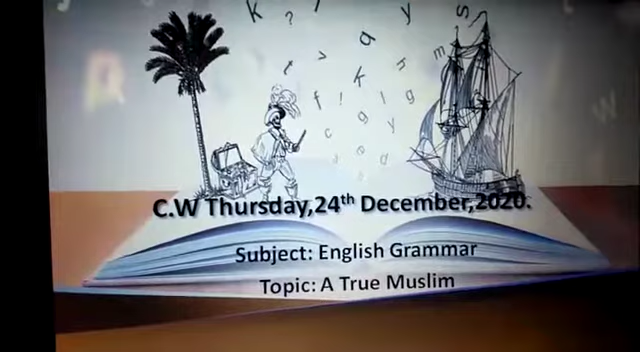 C.W Thursday,24th December,2020.
Subject: English Grammar
Topic: A True Muslim